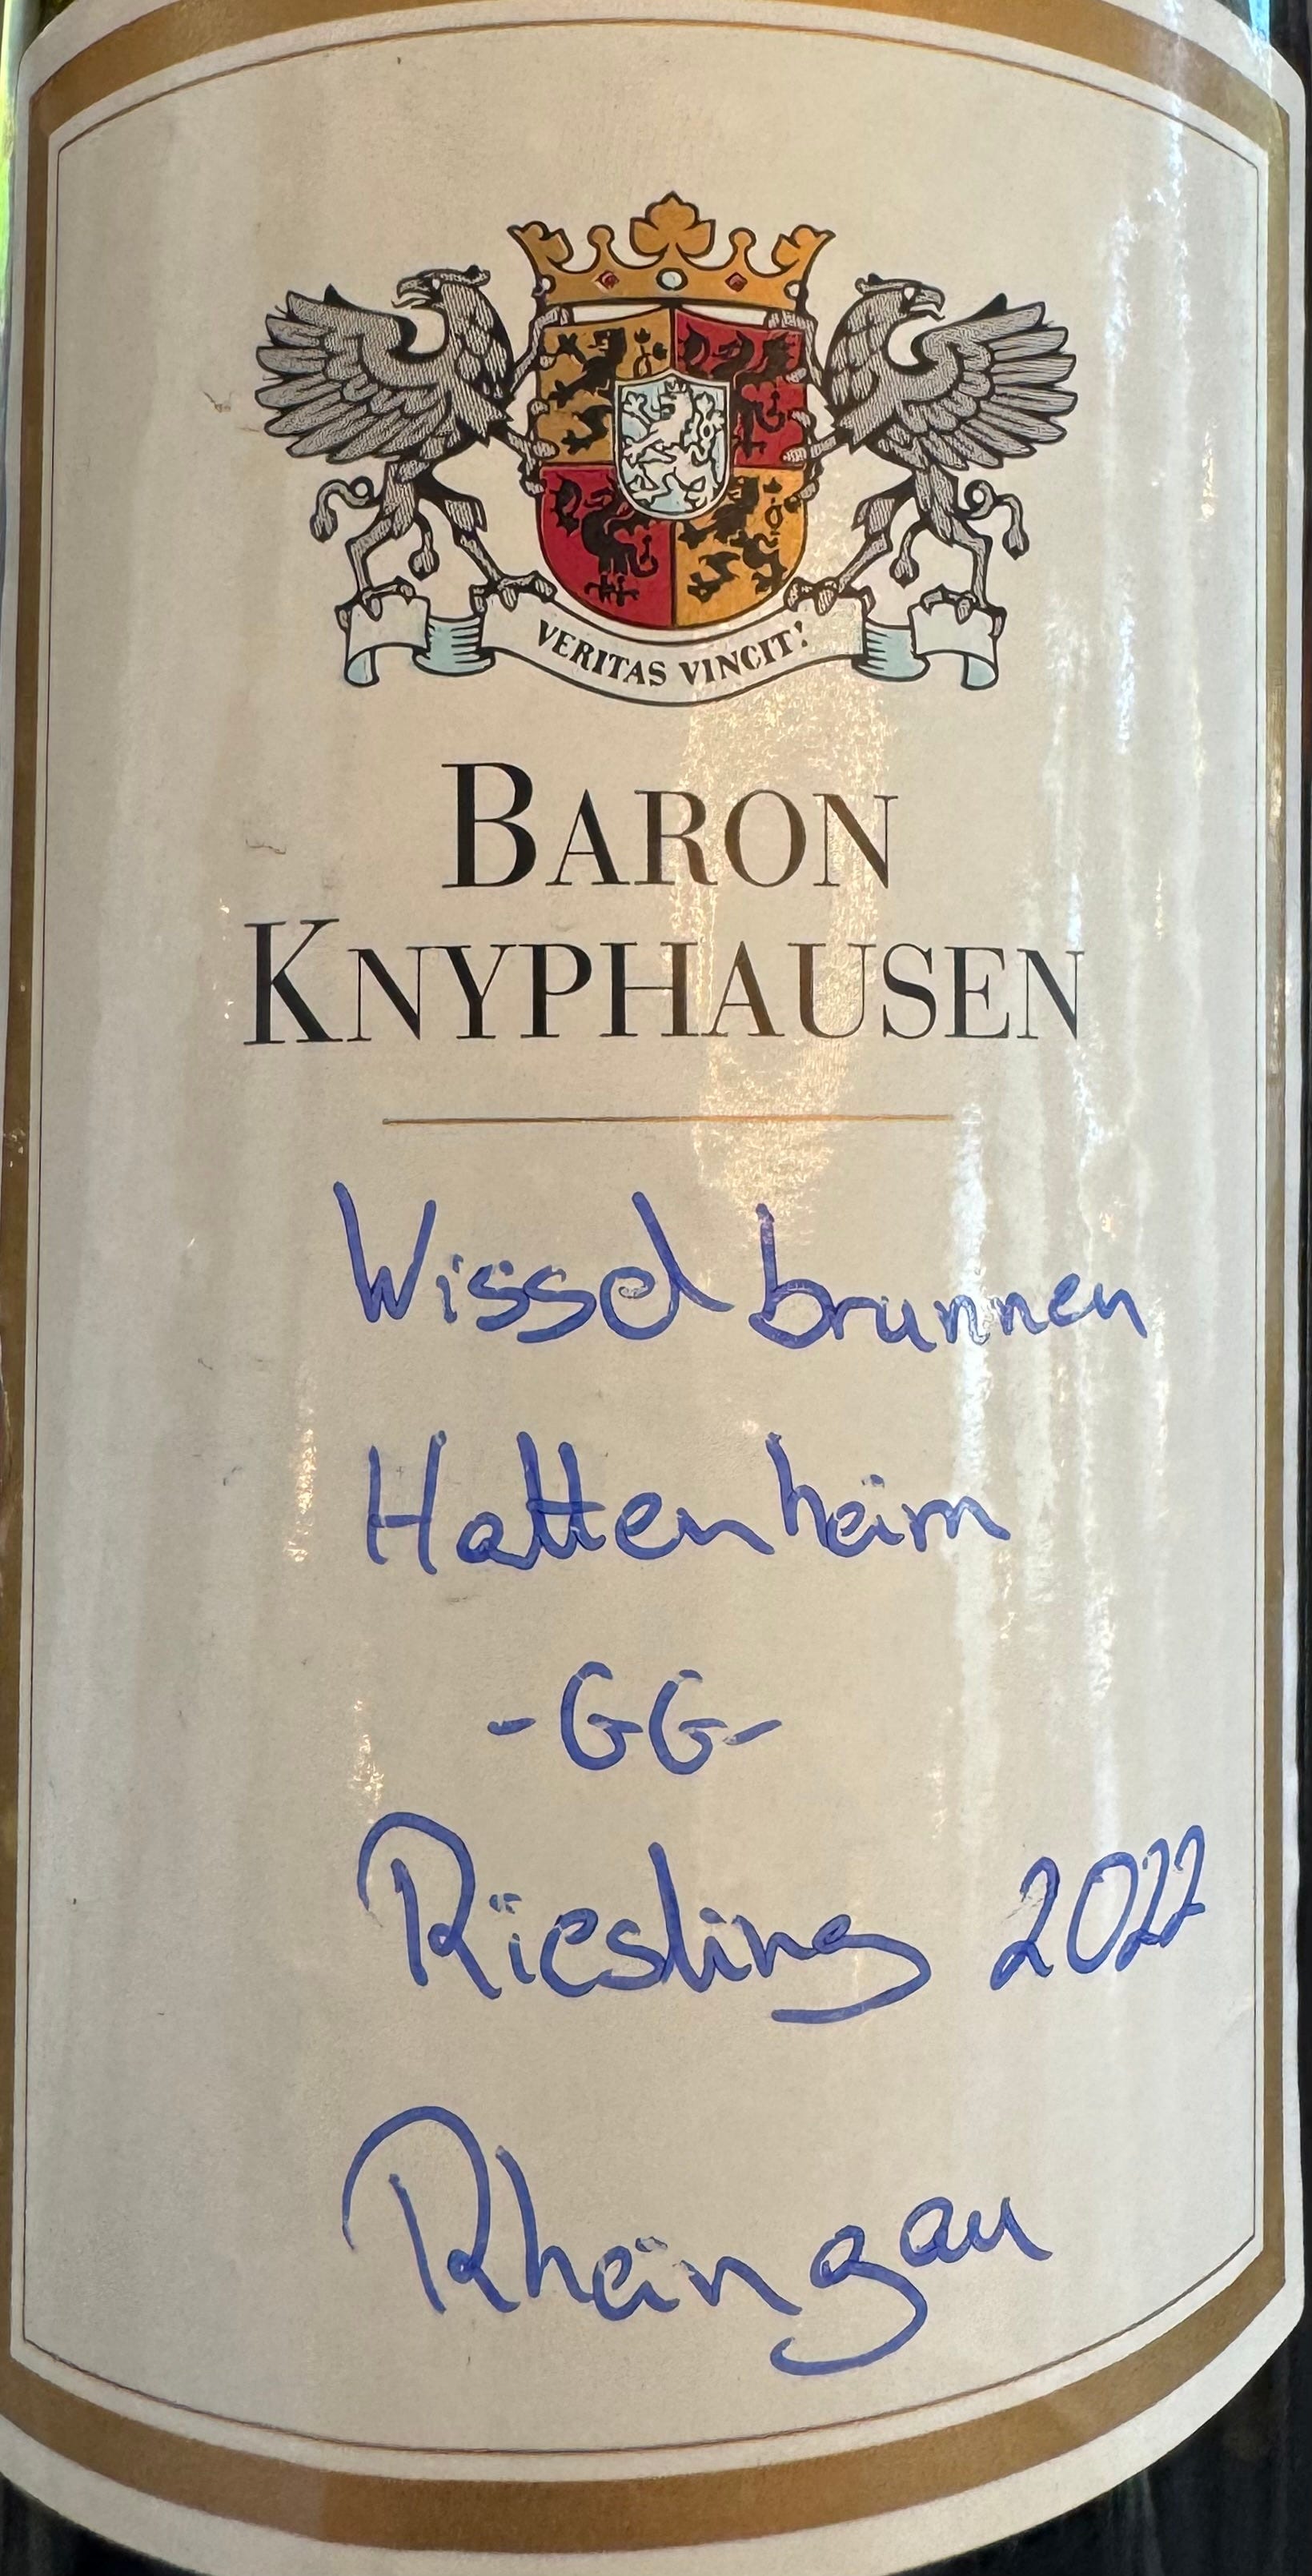 VERITAS VINCIT!
BARON
KNYPHAUSEN
Wisselbrunnen
Hattenheim
-GG-
Riesling 2022
Rheingau